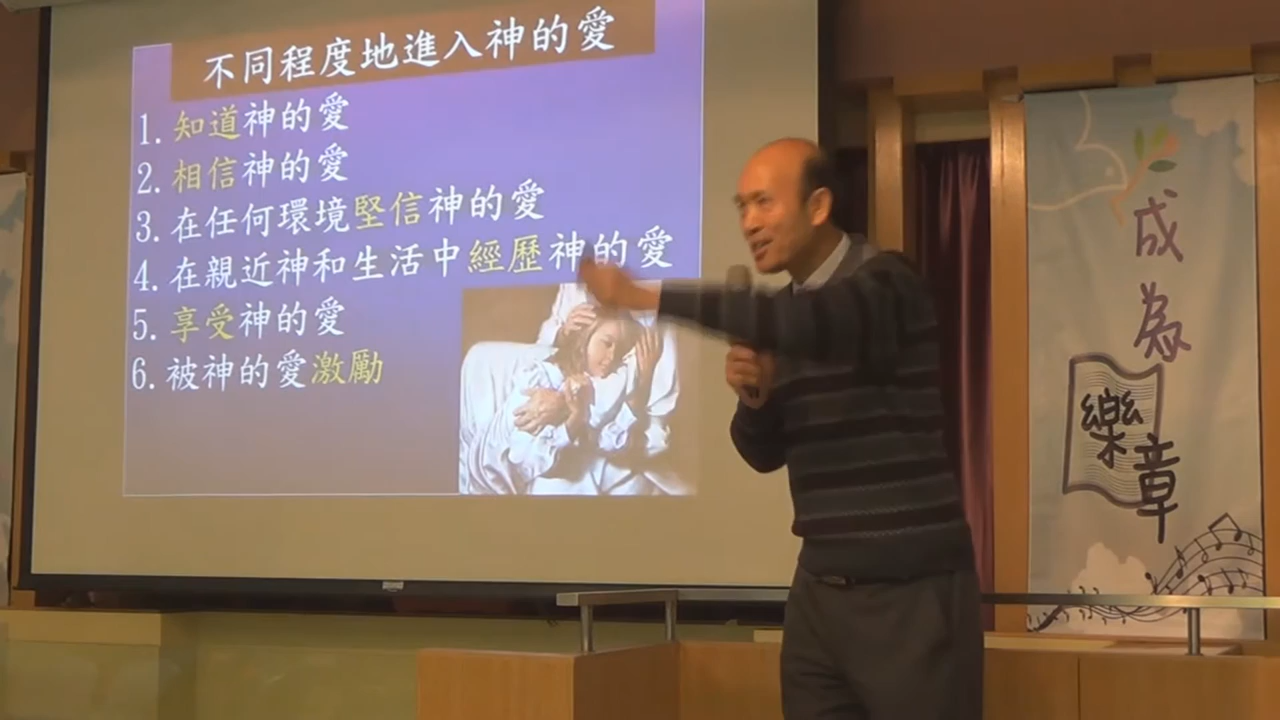 不同程度地進入神的愛
1. 知道神的愛
2. 相信神的愛
3. 在任何環境堅信神的愛
4. 在親近神和生活中經歷神的愛
5. 享受神的愛
6. 被神的愛激勵
成為
樂章